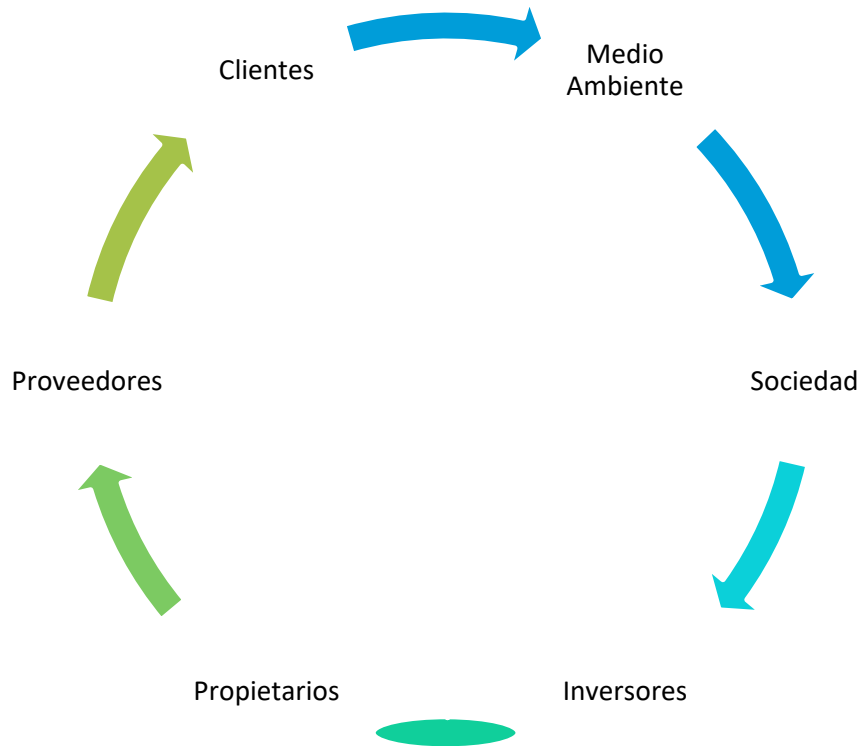 Clientes
Medio
Ambiente
Proveedores
Sociedad
Propietarios
Inversores